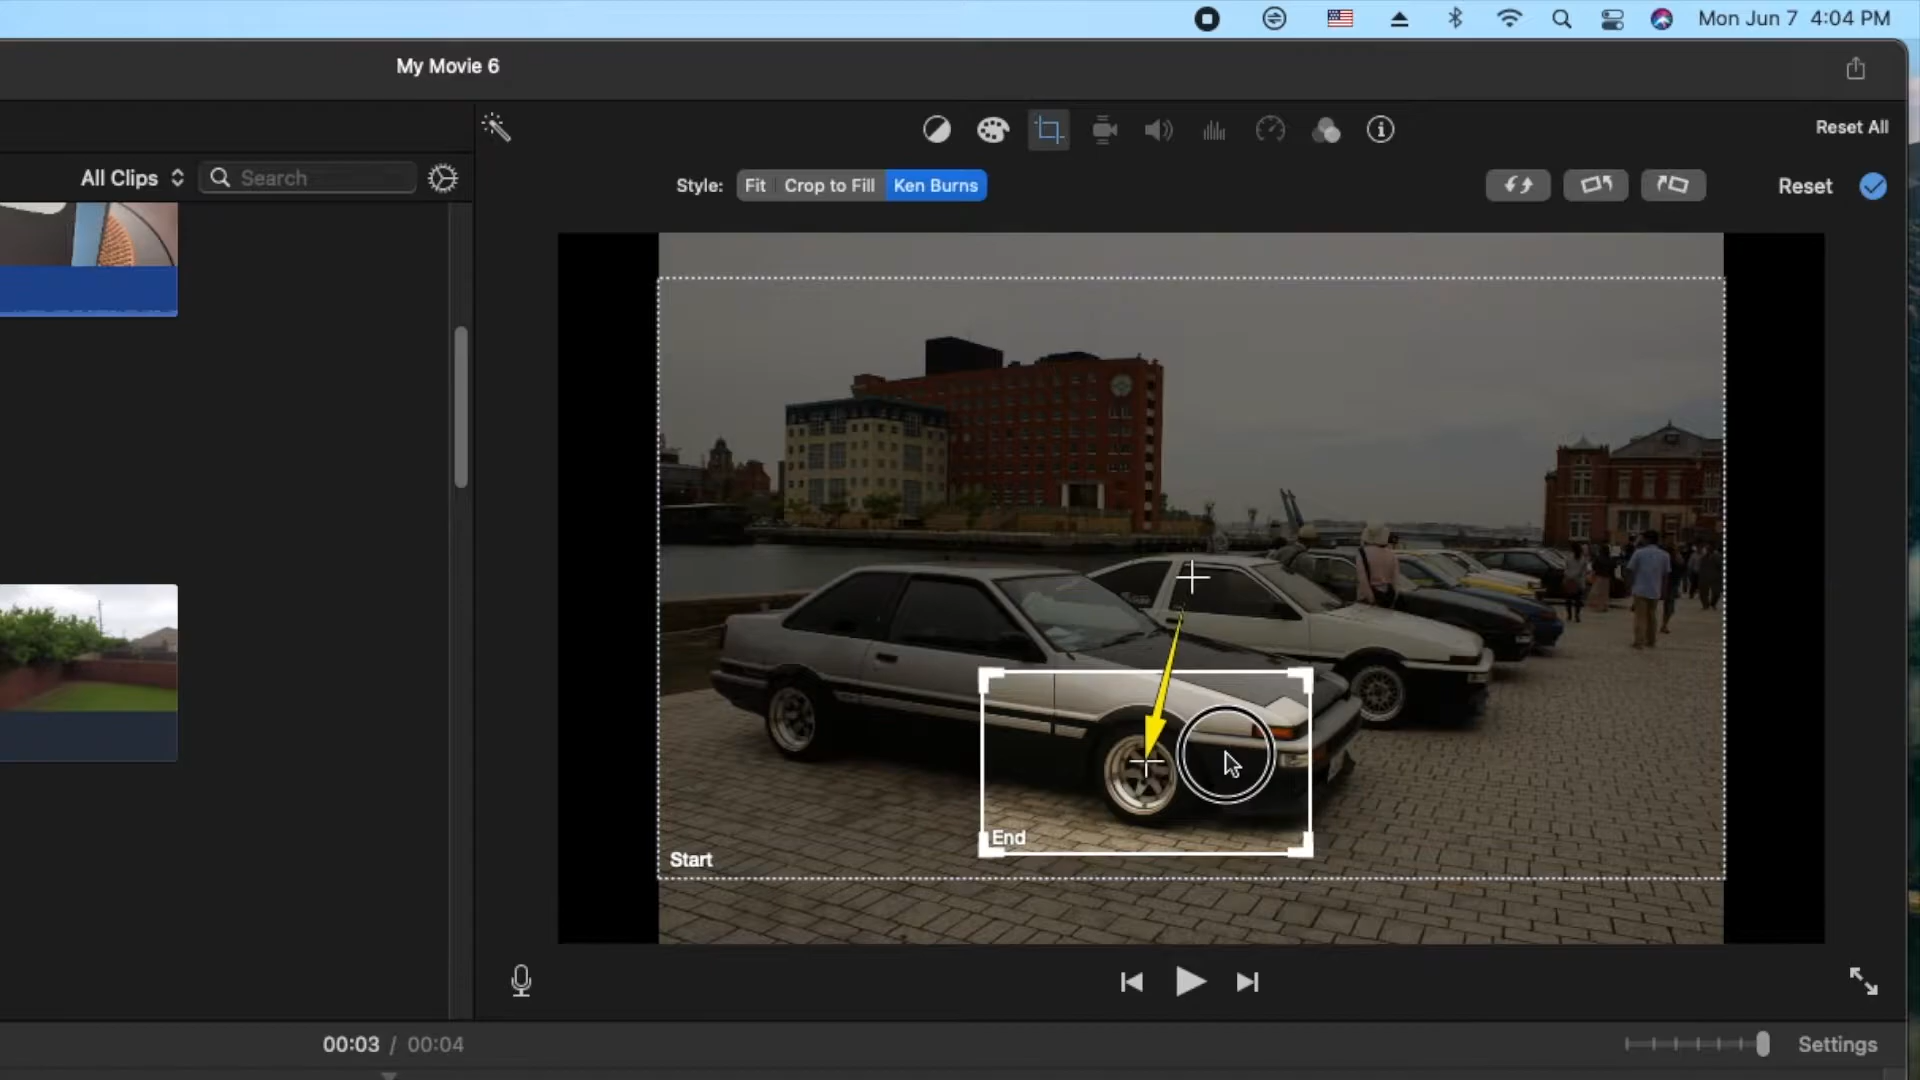 Mon Jun 7 4:04 PM
My Movie 6
Reset All
All Clips
Search
Style:
Fit
Crop to Fill
Ken Burns
Reset
End
Start
00:03 / 00:04
Settings